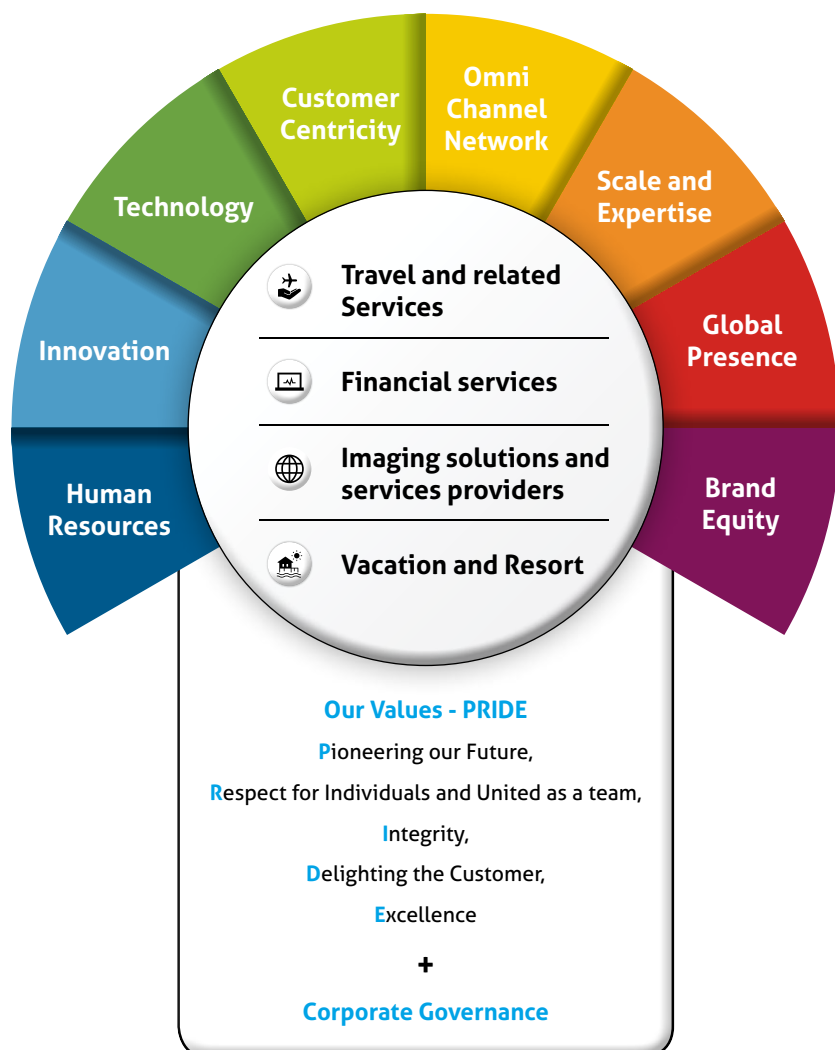 Human
Resources
Innovation
Technology
Customer
Centricity
Omni
Channel
Network
Scale and
Expertise
Global
Presence
Brand
Equity
Travel and related
Services
Financial services
Imaging solutions and
services providers
Vacation and Resort
Our Values - PRIDE
Pioneering our Future,
Respect for Individuals and United as a team,
Integrity,
Delighting the Customer,
Excellence
+
Corporate Governance